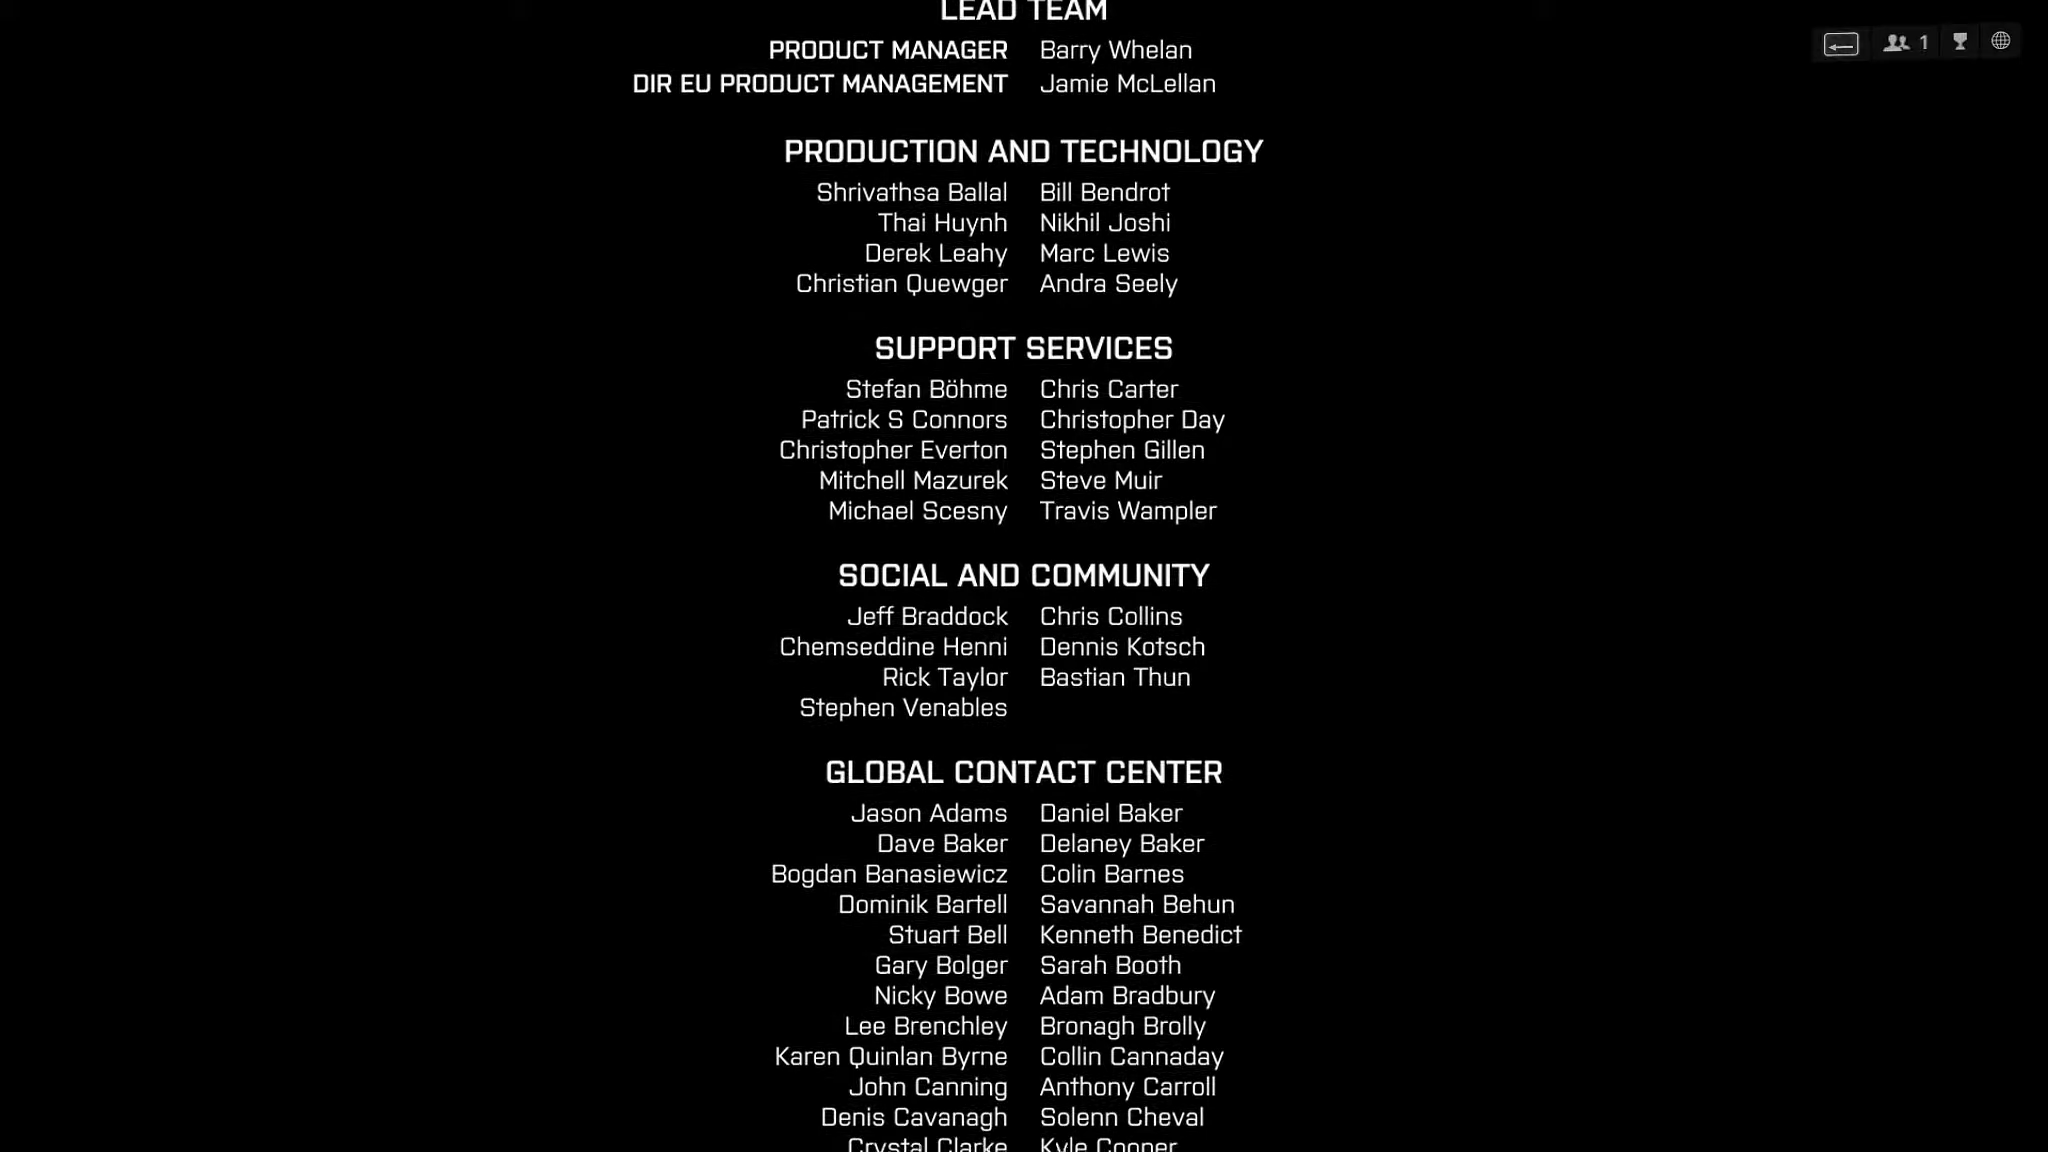 LEAD TEAM
PRODUCT MANAGER Barry Whelan
DIR EU PRODUCT MANAGEMENT Jamie McLellan
PRODUCTION AND TECHNOLOGY
Shrivathsa Ballal Bill Bendrot
Thai Huynh Nikhil Joshi
Derek Leahy Marc Lewis
Christian Quewger Andra Seely
SUPPORT SERVICES
Stefan Böhme Chris Carter
Patrick S Connors Christopher Day
Christopher Everton Stephen Gillen
Mitchell Mazurek Steve Muir
Michael Scesny Travis Wampler
SOCIAL AND COMMUNITY
Jeff Braddock Chris Collins
Chemseddine Henni Dennis Kotsch
Rick Taylor Bastian Thun
Stephen Venables
GLOBAL CONTACT CENTER
Jason Adams Daniel Baker
Dave Baker Delaney Baker
Bogdan Banasiewicz Colin Barnes
Dominik Bartell Savannah Behun
Stuart Bell Kenneth Benedict
Gary Bolger Sarah Booth
Nicky Bowe Adam Bradbury
Lee Brenchley Bronagh Brolly
Karen Quinlan Byrne Collin Cannaday
John Canning Anthony Carroll
Denis Cavanagh Solenn Cheval
Crystal Clarke Kyle Cooper
1